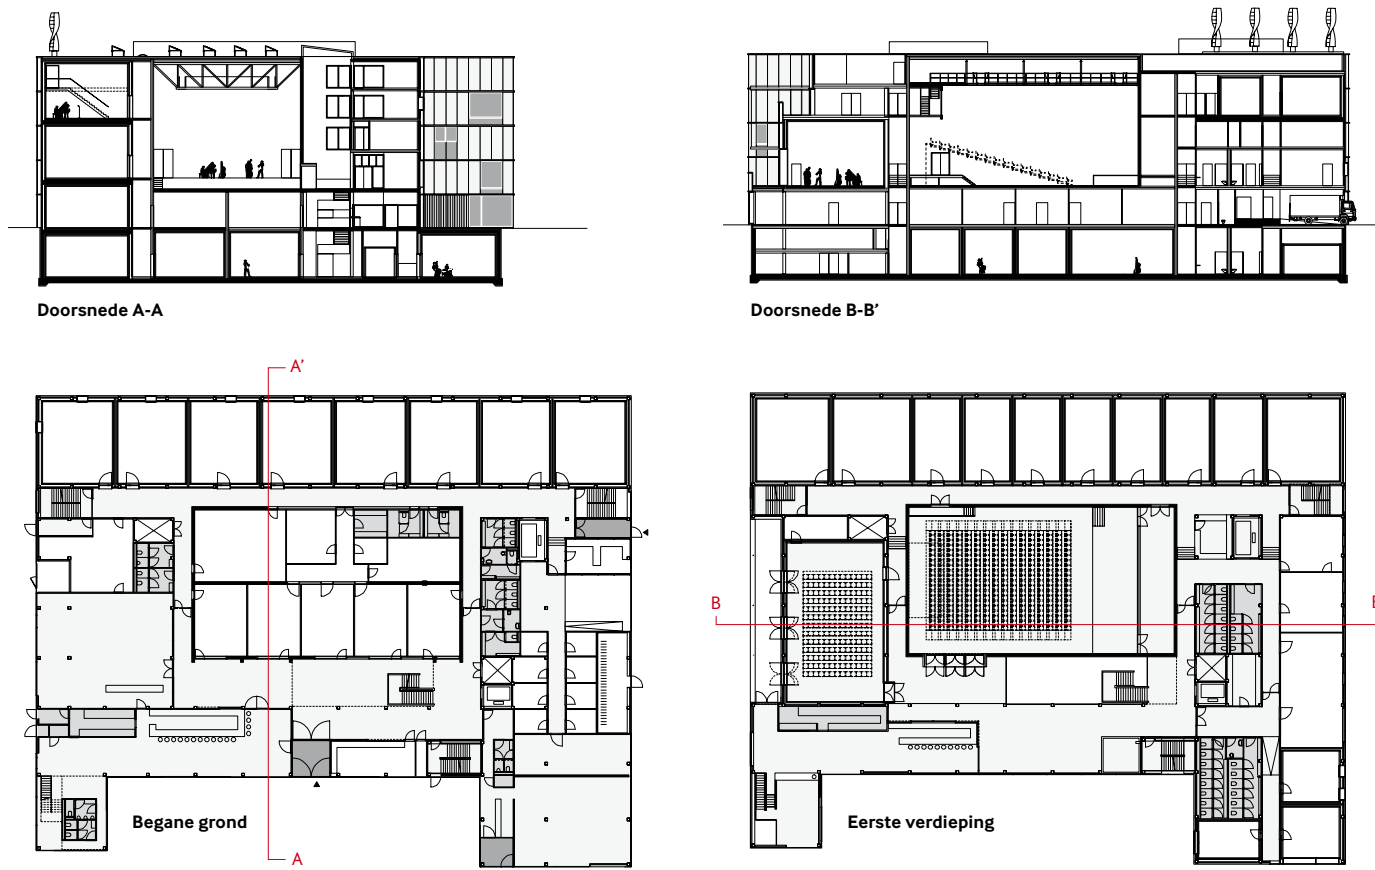 Doorsnede A-A
Doorsnede B-B’
A’
B
Begane grond
Eerste verdieping
A